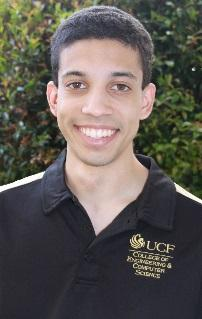 UCF
COLLEGE OF
ENGINEERING &
COMPUTER
SCIENCE